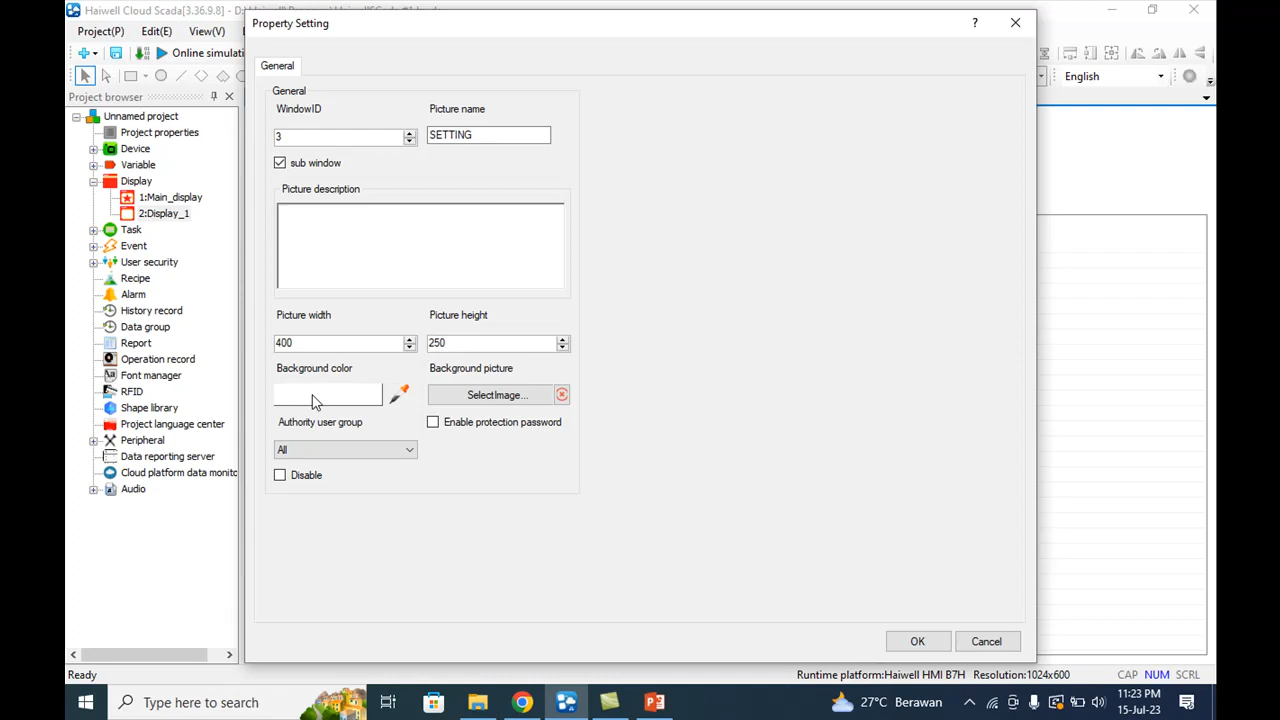 Haiwell Cloud Scada[3.36.9.8] - D:
Project(P) Edit(E) View(V)
Online simulati
English
Project browser
Unnamed project
Project properties
Device
Variable
Display
1:Main_display
2:Display_1
Task
Event
User security
Recipe
Alarm
History record
Data group
Report
Operation record
Font manager
RFID
Shape library
Project language center
Peripheral
Data reporting server
Cloud platform data monito
Audio
Property Setting
?
General
General
WindowID Picture name
3 SETTING
sub window
Picture description
Picture width Picture height
400 250
Background color Background picture
SelectImage...
Authority user group Enable protection password
All
Disable
OK Cancel
Ready Runtime platform:Haiwell HMI B7H Resolution:1024x600 CAP NUM SCRL
Type here to search 27°C Berawan 11:23 PM
15-Jul-23